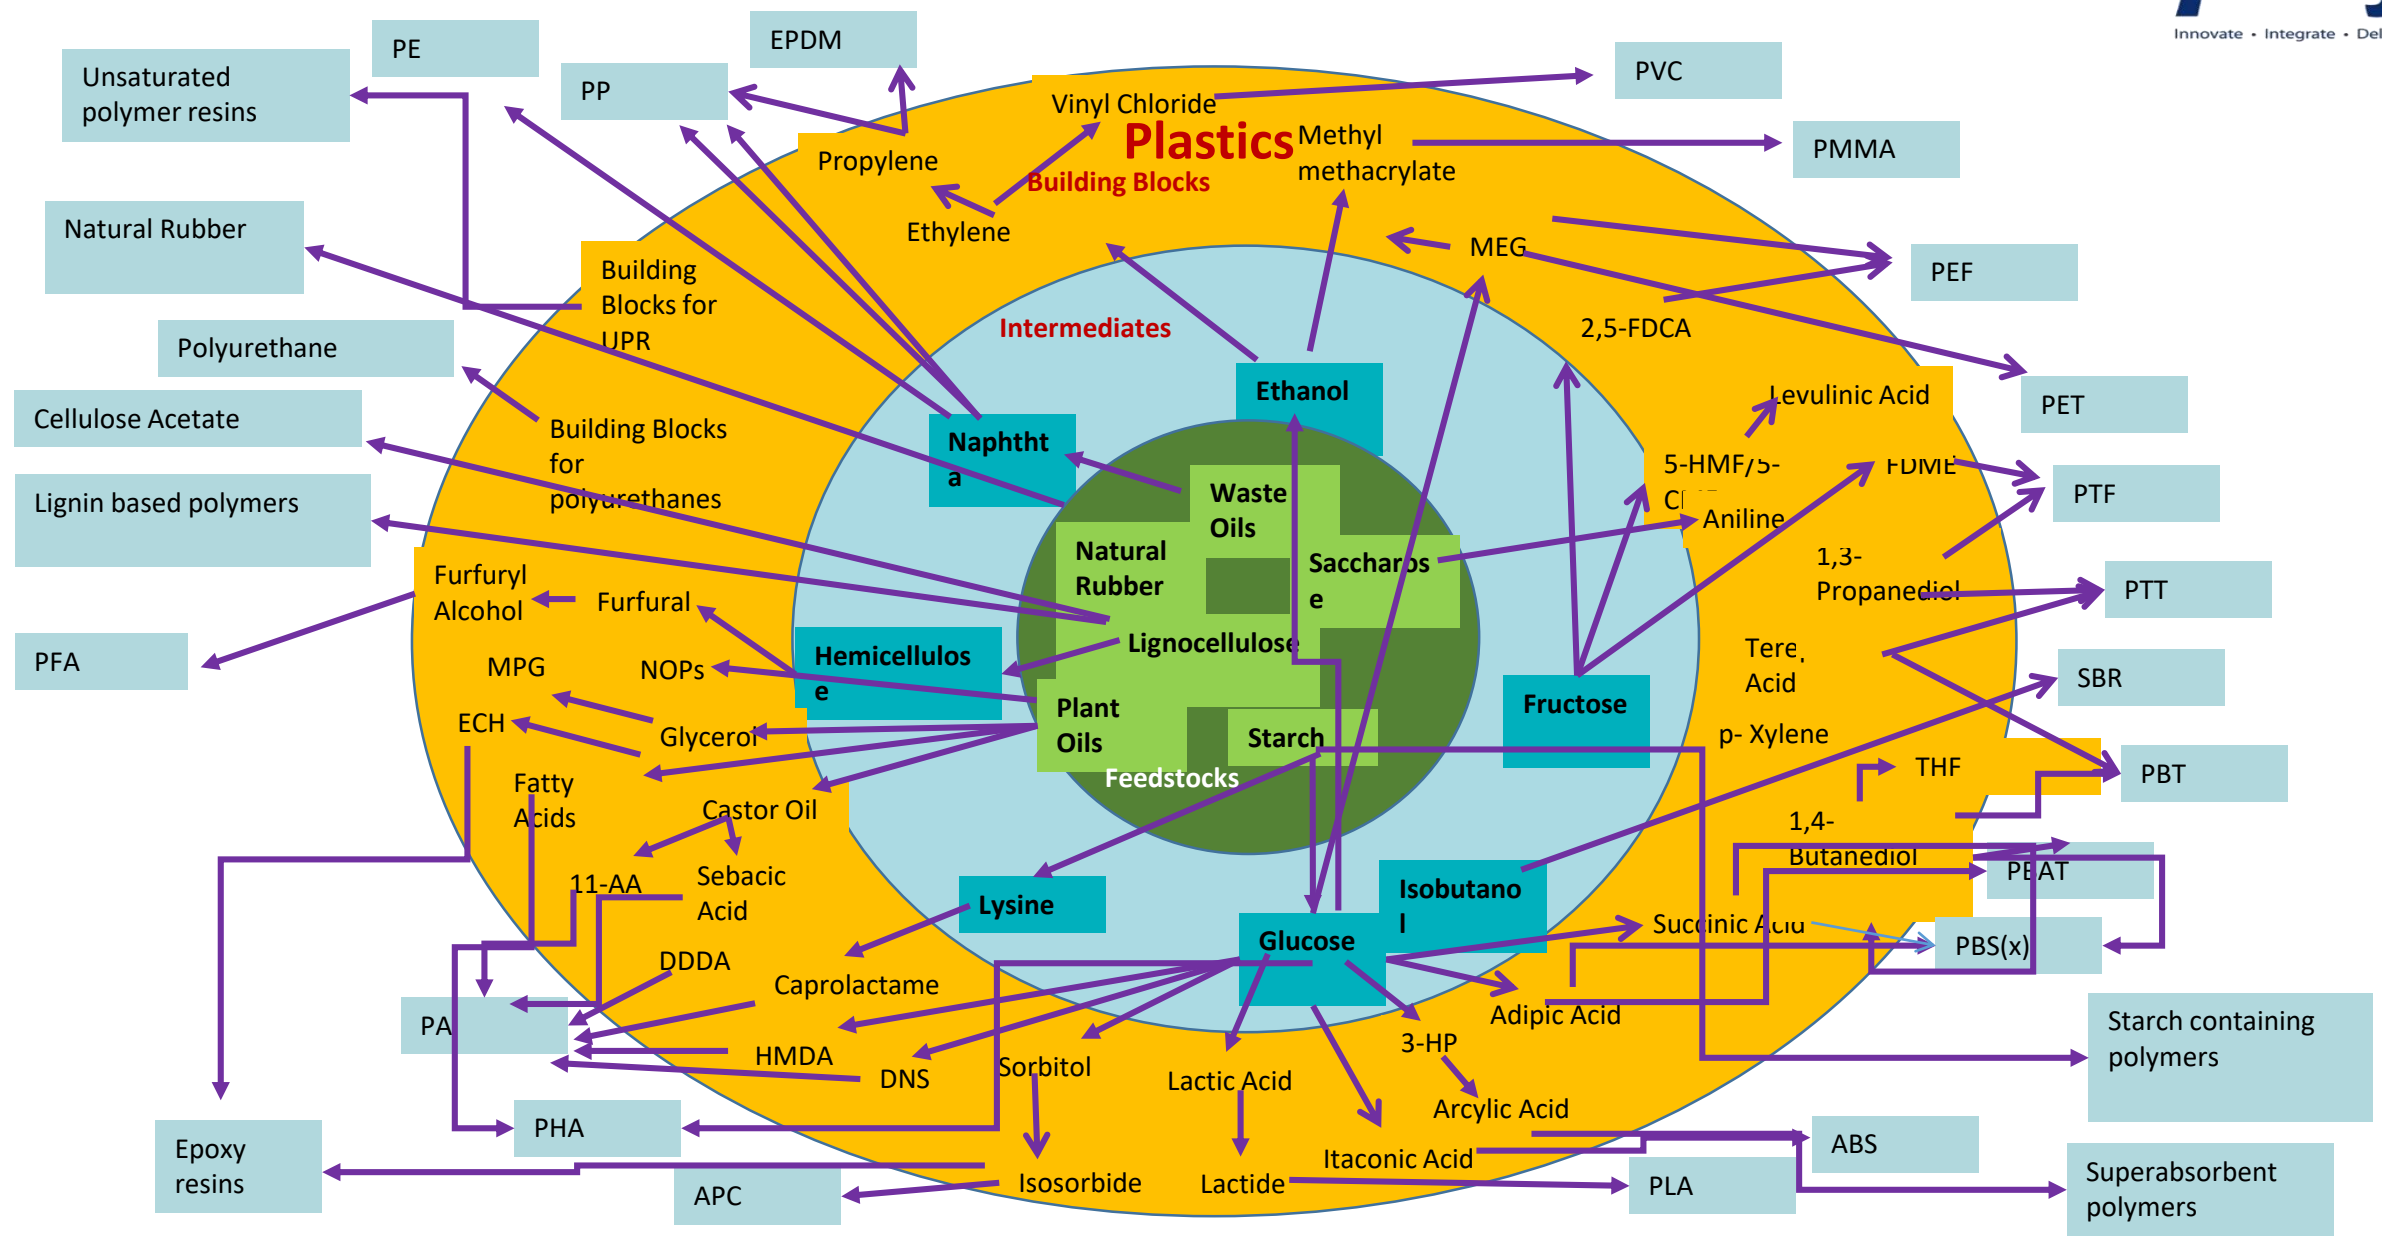 Innovate • Integrate • Del
PE
EPDM
Unsaturated
polymer resins
PP
PVC
Vinyl Chloride
Plastics
Methyl
methacrylate
PMMA
Propylene
Building Blocks
Natural Rubber
Ethylene
MEG
PEF
Building
Blocks for
UPR
Intermediates
2,5-FDCA
Polyurethane
Ethanol
Levulinic Acid
PET
Cellulose Acetate
Building Blocks
for
polyurethanes
Naphtht
a
5-HMF/5-
FDME
Lignin based polymers
Waste
Oils
PTF
Aniline
Natural
Rubber
Saccharos
e
1,3-
Propanediol
Furfuryl
Alcohol
Furfural
PTT
Lignocellulose
PFA
MPG
NOPs
Hemicellulos
e
Acid
SBR
ECH
Glycerol
Plant
Oils
Starch
Fructose
p- Xylene
Feedstocks
THF
PBT
Fatty
Acids
Castor Oil
1,4-
Butanediol
11-AA
Sebacic
Acid
Lysine
Isobutano
l
PBAT
Succinic Acid
DDDA
Glucose
PBS(x)
Caprolactame
PA
Adipic Acid
Starch containing
polymers
HMDA
DNS
Sorbitol
3-HP
Lactic Acid
Arcylic Acid
PHA
Epoxy
resins
Itaconic Acid
ABS
APC
Isosorbide
Lactide
PLA
Superabsorbent
polymers